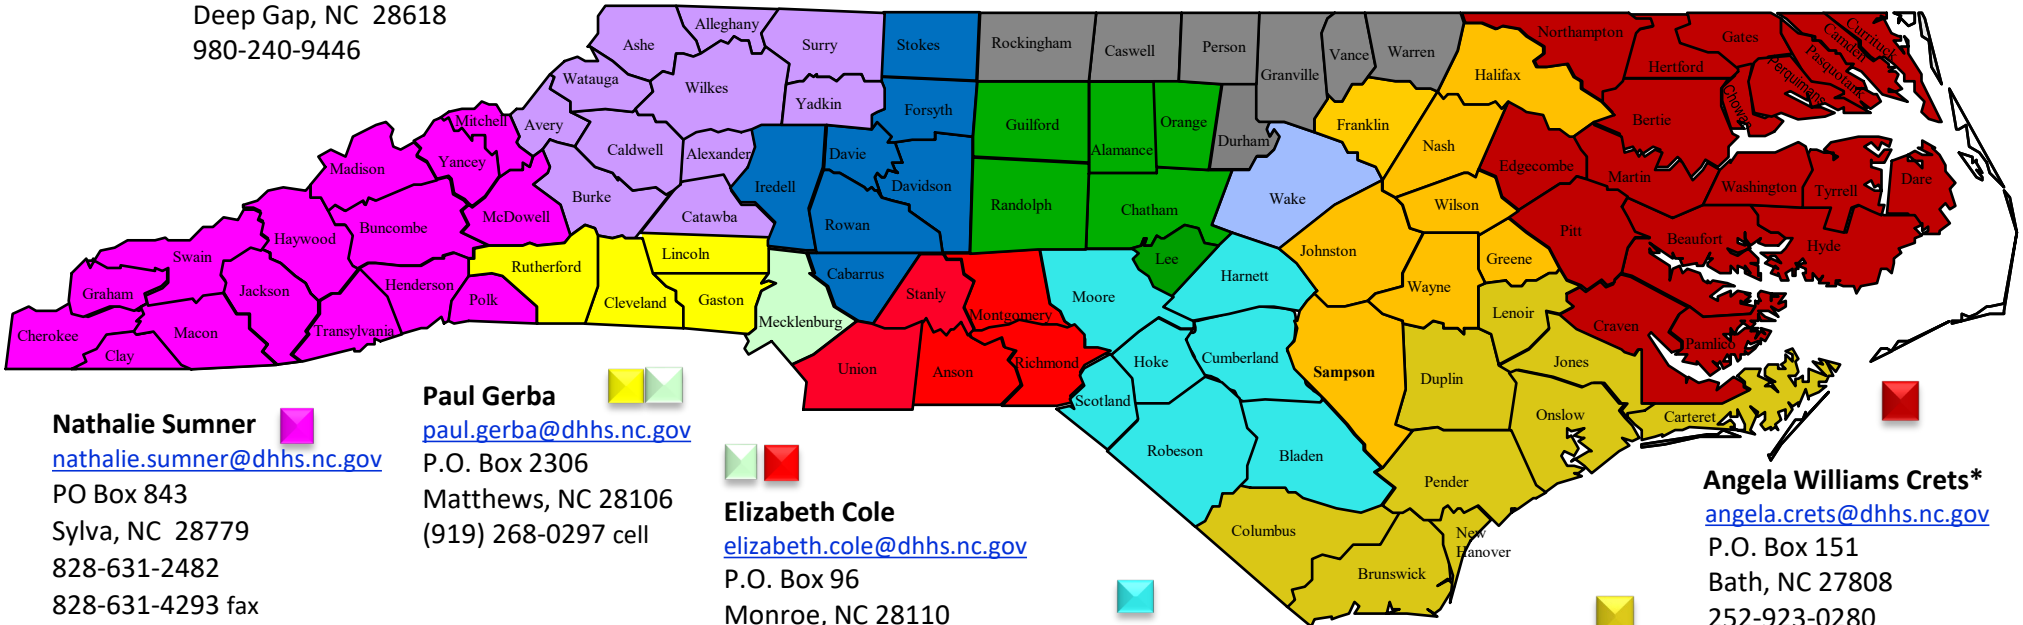 Deep Gap, NC 28618
980-240-9446
Alleghany
Ashe
Surry
Stokes
Rockingham
Caswell
Person
Granville
Vance
Warren
Northampton
Gates
Hertford
Currituck
Camden
Pasquotank
Perquimans
Chowan
Halifax
Watauga
Wilkes
Yadkin
Forsyth
Guilford
Alamance
Orange
Durham
Franklin
Nash
Bertie
Mitchell
Avery
Caldwell
Alexander
Davie
Davidson
Iredell
Madison
Yancey
Burke
Catawba
Rowan
Randolph
Chatham
Wake
Wilson
Edgecombe
Martin
Washington
Tyrrell
Dare
McDowell
Buncombe
Haywood
Swain
Graham
Jackson
Henderson
Polk
Rutherford
Lincoln
Cleveland
Gaston
Cabarrus
Stanly
Montgomery
Moore
Lee
Harnett
Johnston
Greene
Wayne
Pitt
Beaufort
Hyde
Lenoir
Craven
Pamlico
Cherokee
Clay
Macon
Transylvania
Mecklenburg
Union
Anson
Richmond
Hoke
Scotland
Cumberland
Sampson
Duplin
Jones
Onslow
Carteret
Robeson
Bladen
Pender
Columbus
New
Hanover
Brunswick
Nathalie Sumner
nathalie.sumner@dhhs.nc.gov
PO Box 843
Sylva, NC 28779
828-631-2482
828-631-4293 fax
Paul Gerba
paul.gerba@dhhs.nc.gov
P.O. Box 2306
Matthews, NC 28106
(919) 268-0297 cell
Elizabeth Cole
elizabeth.cole@dhhs.nc.gov
P.O. Box 96
Monroe, NC 28110
Angela Williams Crets*
angela.crets@dhhs.nc.gov
P.O. Box 151
Bath, NC 27808
252-923-0280